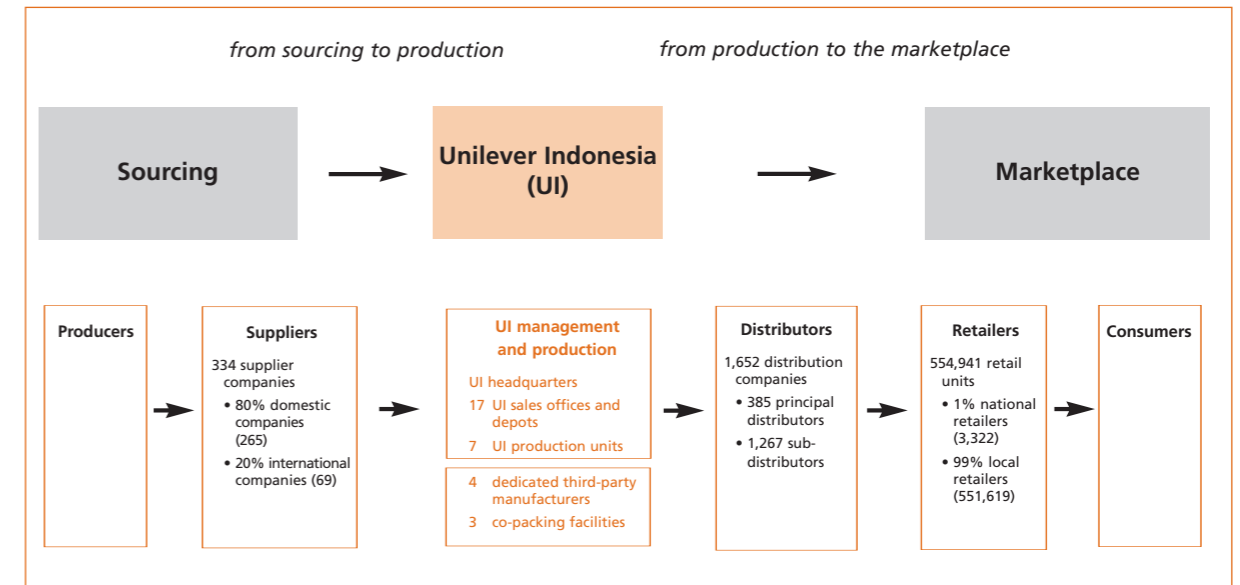 from sourcing to production
from production to the marketplace
Sourcing
Unilever Indonesia
(UI)
Marketplace
Producers
Suppliers
334 supplier
companies
• 80% domestic
companies
(265)
• 20% international
companies (69)
UI management
and production
UI headquarters
17 UI sales offices and
depots
7 UI production units
4 dedicated third-party
manufacturers
3 co-packing facilities
Distributors
1,652 distribution
companies
• 385 principal
distributors
• 1,267 sub-
distributors
Retailers
554,941 retail
units
• 1% national
retailers
(3,322)
• 99% local
retailers
(551,619)
Consumers